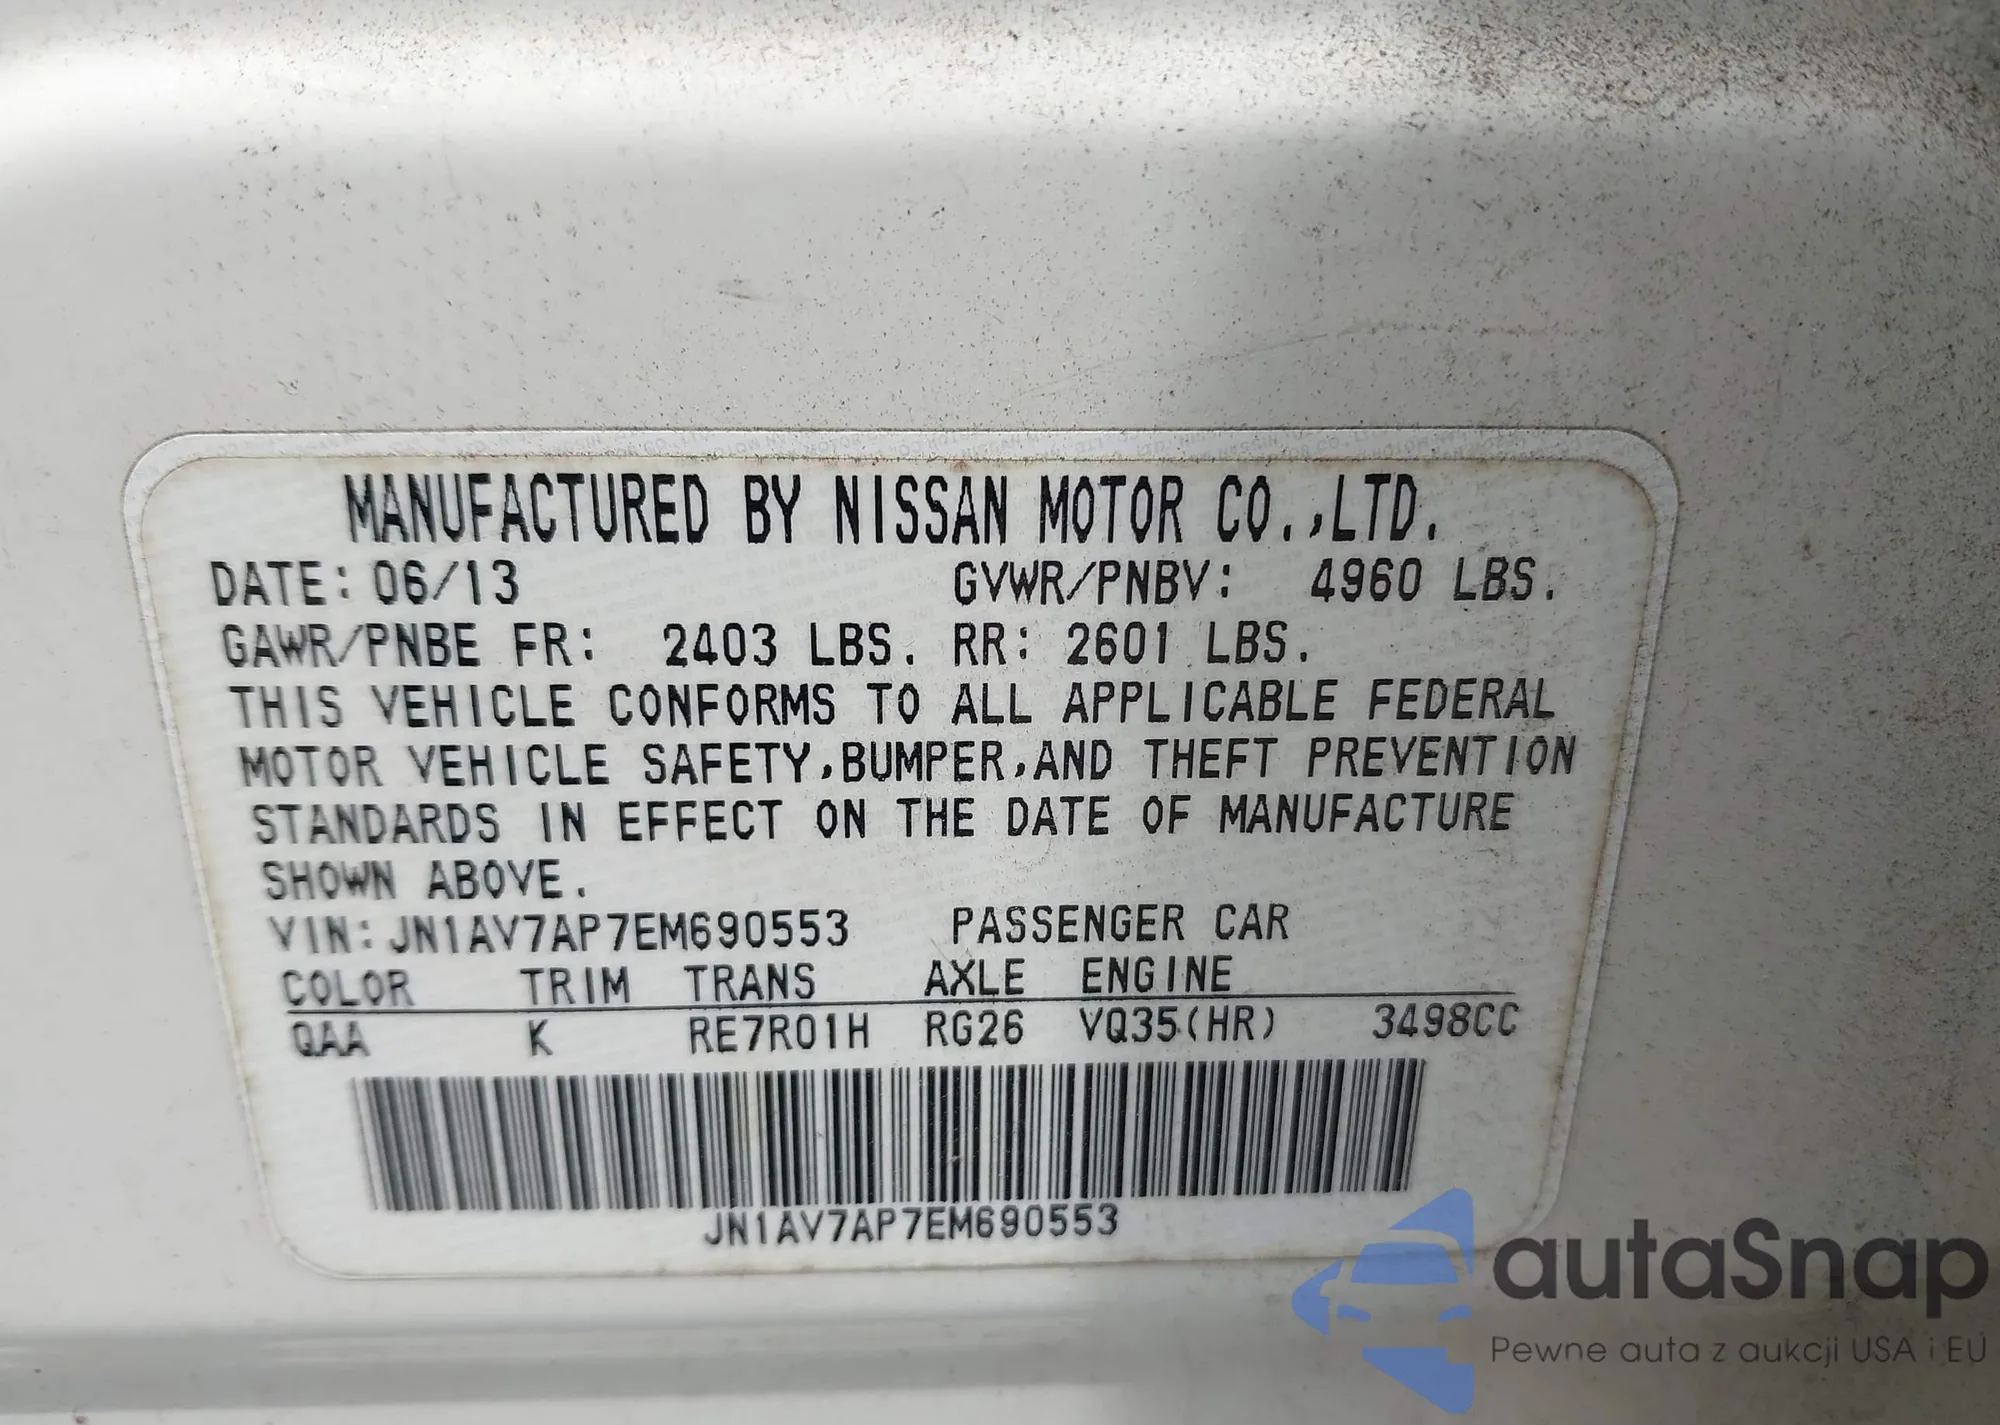 MANUFACTURED BY NISSAN MOTOR CO.,LTD.
DATE: 06/13 GVWR/PNBV: 4960 LBS.
GAWR/PNBE FR: 2403 LBS. RR: 2601 LBS.
THIS VEHICLE CONFORMS TO ALL APPLICABLE FEDERAL
MOTOR VEHICLE SAFETY,BUMPER,AND THEFT PREVENTION
STANDARDS IN EFFECT ON THE DATE OF MANUFACTURE
SHOWN ABOVE.
VIN:JN1AV7AP7EM690553 PASSENGER CAR
COLOR TRIM TRANS AXLE ENGINE
QAA K RE7R01H RG26 VQ35(HR) 3498CC
JN1AV7AP7EM690553
autaSnap
Pewne auta z aukcji USA i EU